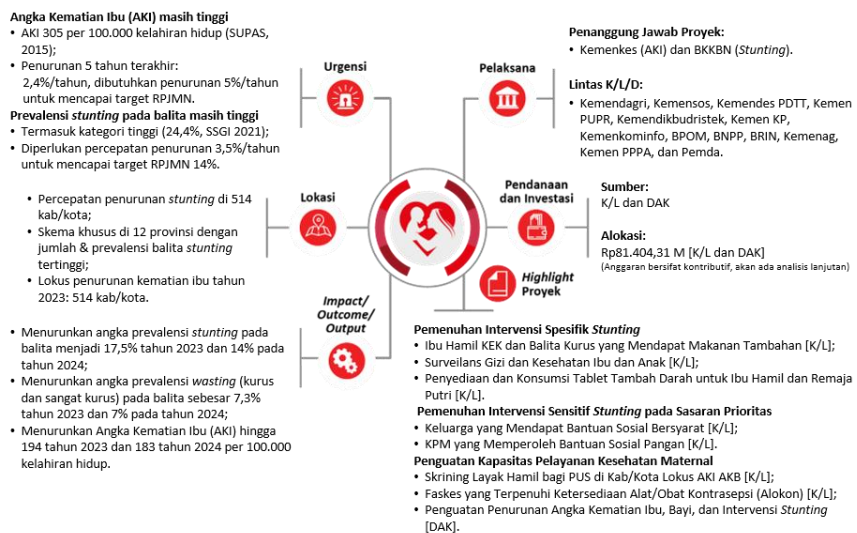 Angka Kematian Ibu (AKI) masih tinggi
• AKI 305 per 100.000 kelahiran hidup (SUPAS,
2015);
• Penurunan 5 tahun terakhir:
2,4%/tahun, dibutuhkan penurunan 5%/tahun
untuk mencapai target RPJMN.
Prevalensi stunting pada balita masih tinggi
• Termasuk kategori tinggi (24,4%, SSGI 2021);
• Diperlukan percepatan penurunan 3,5%/tahun
untuk mencapai target RPJMN 14%.
Urgensi
• Percepatan penurunan stunting di 514
kab/kota;
• Skema khusus di 12 provinsi dengan
jumlah & prevalensi balita stunting
tertinggi;
• Lokus penurunan kematian ibu tahun
2023: 514 kab/kota.
Lokasi
• Menurunkan angka prevalensi stunting pada
balita menjadi 17,5% tahun 2023 dan 14% pada
tahun 2024;
• Menurunkan angka prevalensi wasting (kurus
dan sangat kurus) pada balita sebesar 7,3%
tahun 2023 dan 7% pada tahun 2024;
• Menurunkan Angka Kematian Ibu (AKI) hingga
194 tahun 2023 dan 183 tahun 2024 per 100.000
kelahiran hidup.
Impact/
Outcome/
Output
Pelaksana
Penanggung Jawab Proyek:
• Kemenkes (AKI) dan BKKBN (Stunting).
Lintas K/L/D:
• Kemendagri, Kemensos, Kemendes PDTT, Kemen
PUPR, Kemendikbudristek, Kemen KP,
Kemenkominfo, BPOM, BNPP, BRIN, Kemenag,
Kemen PPPA, dan Pemda.
Pendanaan
dan Investasi
Sumber:
K/L dan DAK
Alokasi:
Rp81.404,31 M [K/L dan DAK]
(Anggaran bersifat kontributif, akan ada analisis lanjutan)
Highlight
Proyek
Pemenuhan Intervensi Spesifik Stunting
• Ibu Hamil KEK dan Balita Kurus yang Mendapat Makanan Tambahan [K/L];
• Surveilans Gizi dan Kesehatan Ibu dan Anak [K/L];
• Penyediaan dan Konsumsi Tablet Tambah Darah untuk Ibu Hamil dan Remaja
Putri [K/L].
Pemenuhan Intervensi Sensitif Stunting pada Sasaran Prioritas
• Keluarga yang Mendapat Bantuan Sosial Bersyarat [K/L];
• KPM yang Memperoleh Bantuan Sosial Pangan [K/L].
Penguatan Kapasitas Pelayanan Kesehatan Maternal
• Skrining Layak Hamil bagi PUS di Kab/Kota Lokus AKI AKB [K/L];
• Faskes yang Terpenuhi Ketersediaan Alat/Obat Kontrasepsi (Alokon) [K/L];
• Penguatan Penurunan Angka Kematian Ibu, Bayi, dan Intervensi Stunting
[DAK].